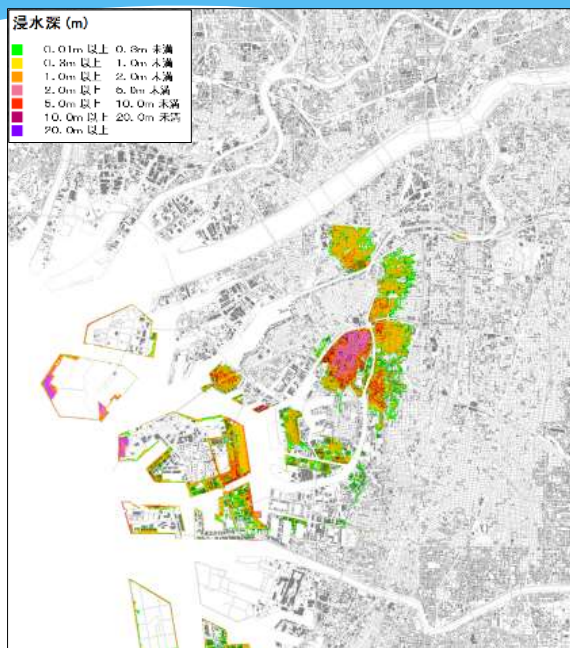 浸水深(m)
0.01m 以上 0.3m 未満
0.3m 以上 1.0m 未満
1.0m 以上 2.0m 未満
2.0m 以上 5.0m 未満
5.0m 以上 10.0m 未満
10.0m 以上 20.0m 未満
20.0m 以上